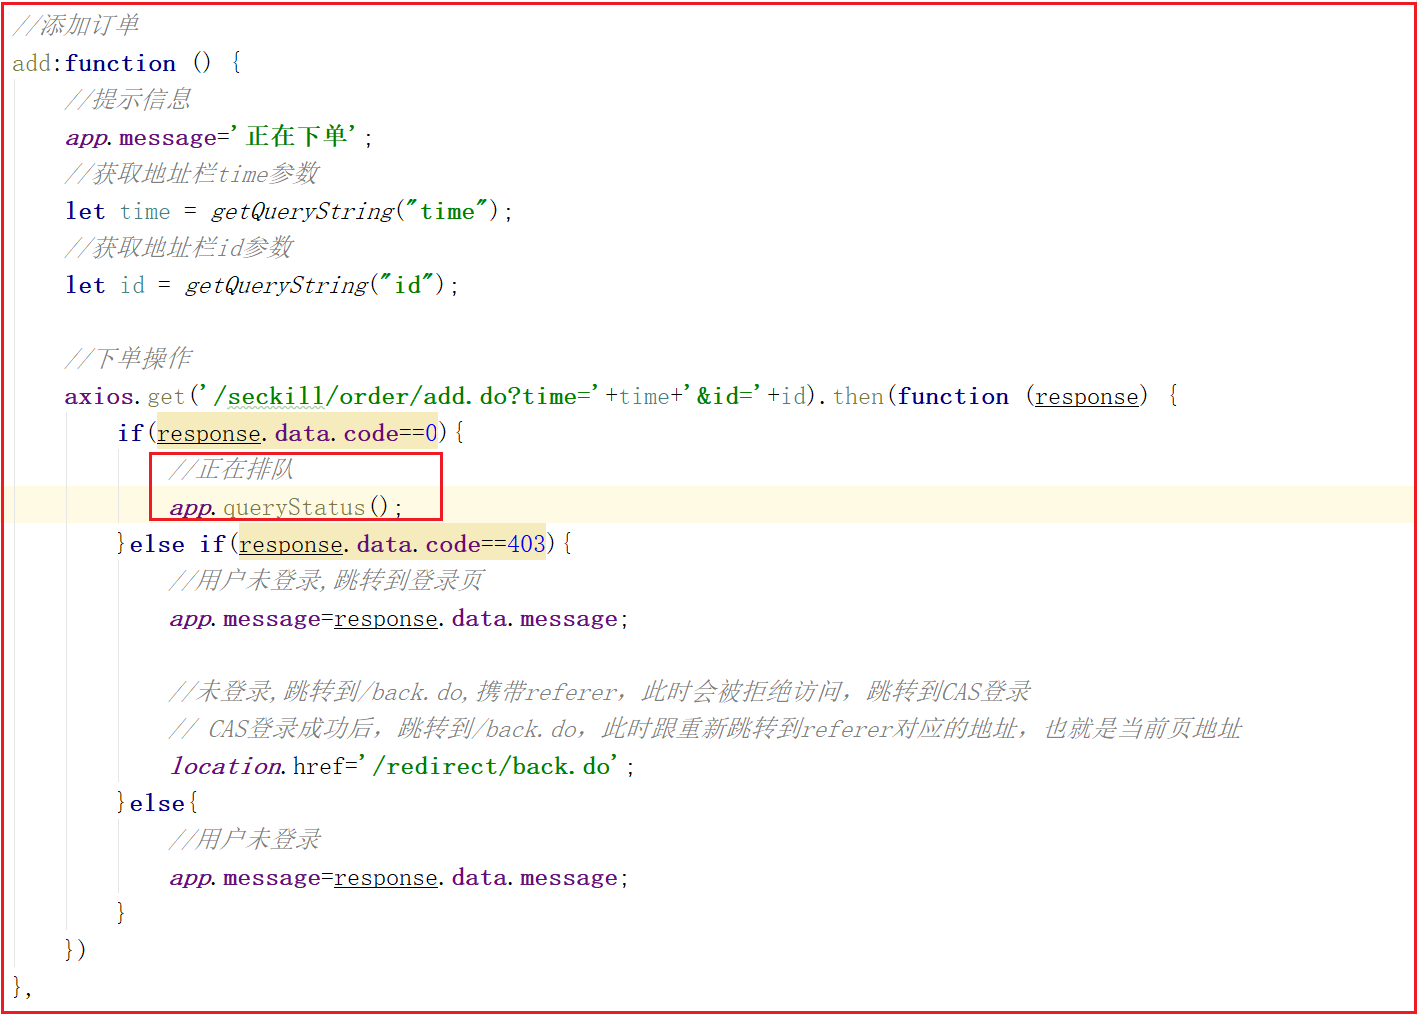 //添加订单
add:function () {
//提示信息
app.message='正在下单';
//获取地址栏time参数
let time = getQueryString("time");
//获取地址栏id参数
let id = getQueryString("id");
//下单操作
axios.get('/seckill/order/add.do?time='+time+'&id='+id).then(function (response) {
if(response.data.code==0){
//正在排队
app.queryStatus();
}else if(response.data.code==403){
//用户未登录,跳转到登录页
app.message=response.data.message;
//未登录,跳转到/back.do,携带referer，此时会被拒绝访问，跳转到CAS登录
// CAS登录成功后，跳转到/back.do，此时跟重新跳转到referer对应的地址，也就是当前页地址
location.href='/redirect/back.do';
}else{
//用户未登录
app.message=response.data.message;
}
})
},